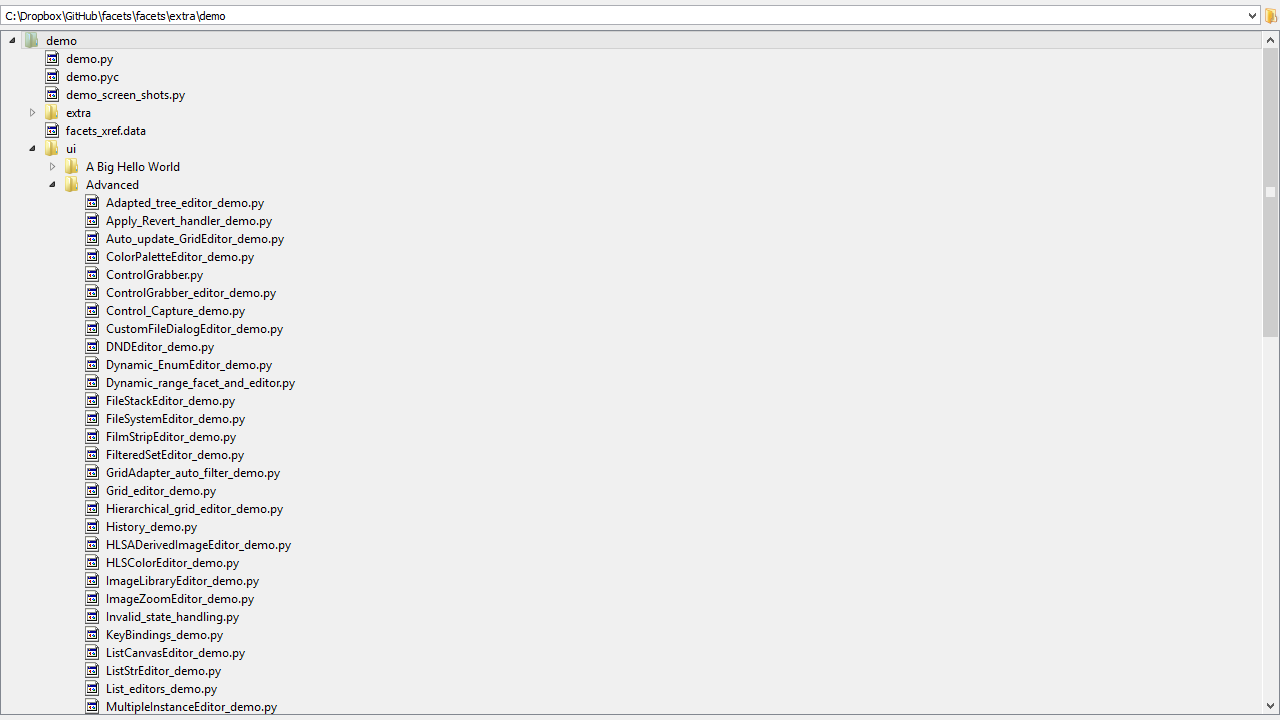 C:\Dropbox\GitHub\facets\facets\extra\demo
demo
demo.py
demo.pyc
demo_screen_shots.py
extra
facets_xref.data
ui
A Big Hello World
Advanced
Adapted_tree_editor_demo.py
Apply_Revert_handler_demo.py
Auto_update_GridEditor_demo.py
ColorPaletteEditor_demo.py
ControlGrabber.py
ControlGrabber_editor_demo.py
Control_Capture_demo.py
CustomFileDialogEditor_demo.py
DNDEditor_demo.py
Dynamic_EnumEditor_demo.py
Dynamic_range_facet_and_editor.py
FileStackEditor_demo.py
FileSystemEditor_demo.py
FilmStripEditor_demo.py
FilteredSetEditor_demo.py
GridAdapter_auto_filter_demo.py
Grid_editor_demo.py
Hierarchical_grid_editor_demo.py
History_demo.py
HLSADerivedImageEditor_demo.py
HLSColorEditor_demo.py
ImageLibraryEditor_demo.py
ImageZoomEditor_demo.py
Invalid_state_handling.py
KeyBindings_demo.py
ListCanvasEditor_demo.py
ListStrEditor_demo.py
List_editors_demo.py
MultipleInstanceEditor_demo.py